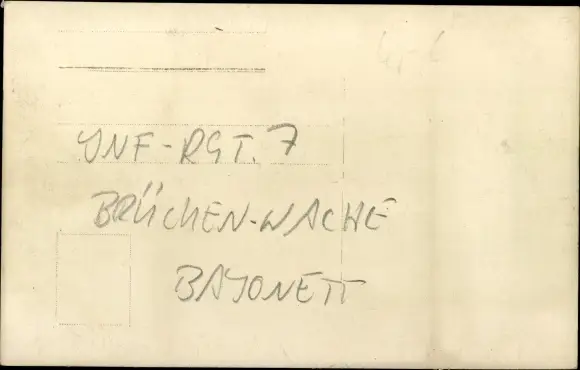 INF-RGT. 7
BRÜCKEN-WACHE
BAJONETT